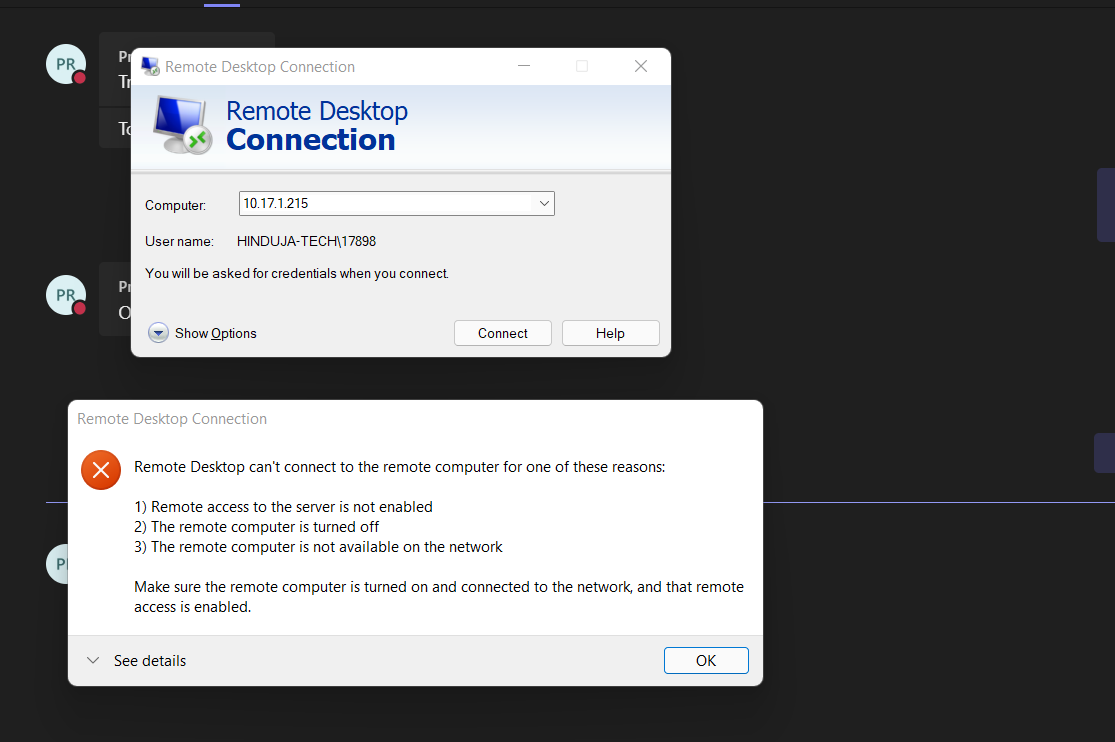 PR
Pr
Tr
To
Remote Desktop Connection
Remote Desktop
Connection
Computer:
10.17.1.215
User name:
HINDUJA-TECH\17898
You will be asked for credentials when you connect.
Show Options
Connect
Help
PR
Pr
O
Remote Desktop Connection
Remote Desktop can't connect to the remote computer for one of these reasons:
1) Remote access to the server is not enabled
2) The remote computer is turned off
3) The remote computer is not available on the network
Make sure the remote computer is turned on and connected to the network, and that remote
access is enabled.
See details
OK